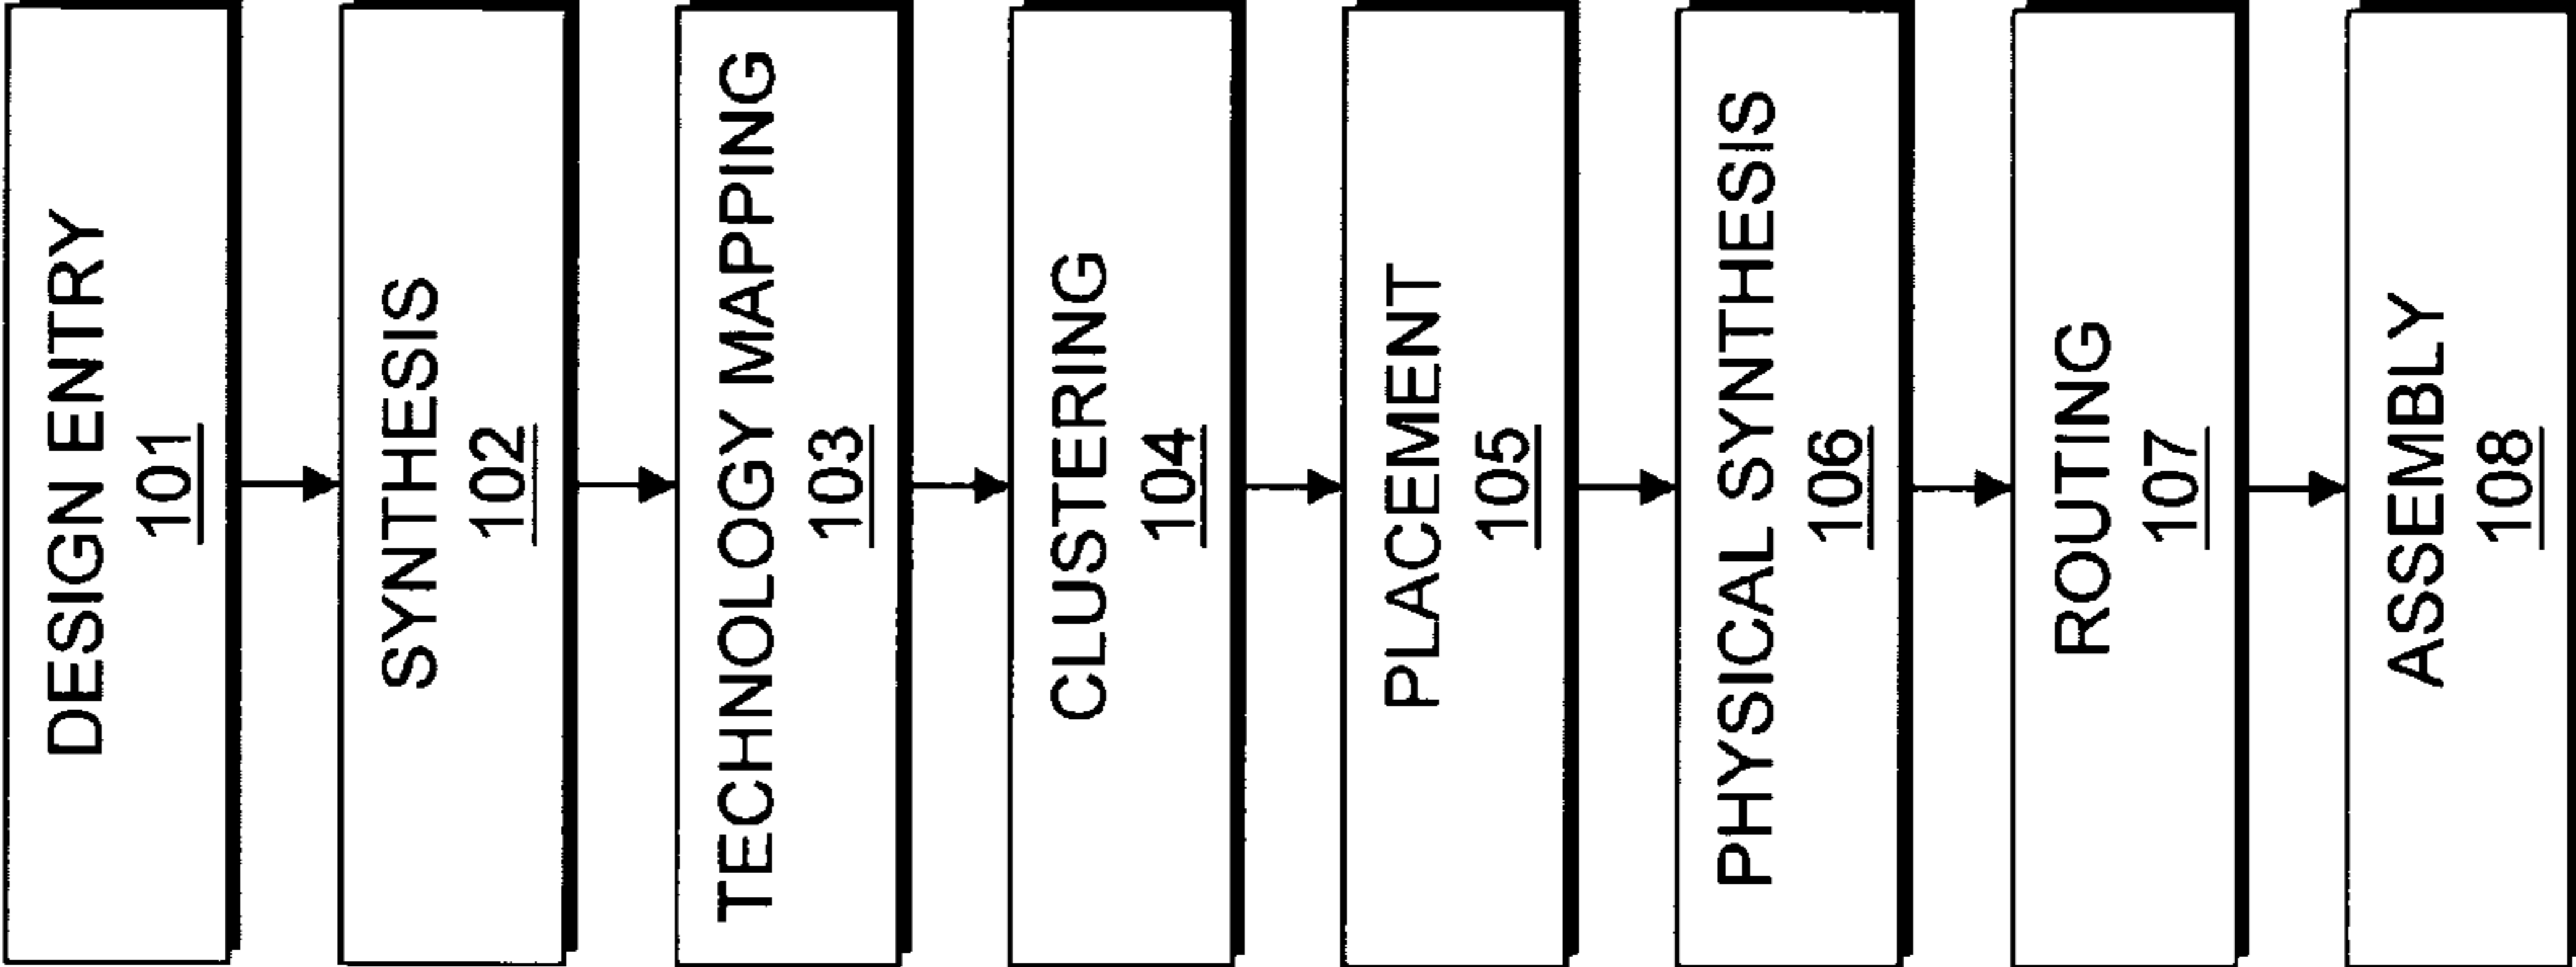 DESIGN ENTRY
101
SYNTHESIS
102
TECHNOLOGY MAPPING
103
CLUSTERING
104
PLACEMENT
105
PHYSICAL SYNTHESIS
106
ROUTING
107
ASSEMBLY
108